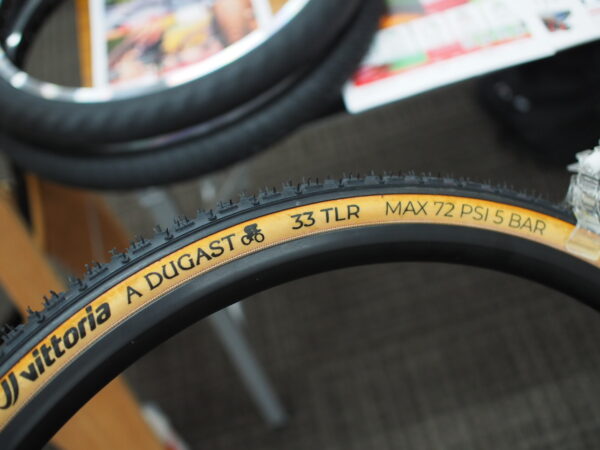 vittoria A DUGAST 33 TLR MAX 72 PSI 5 BAR